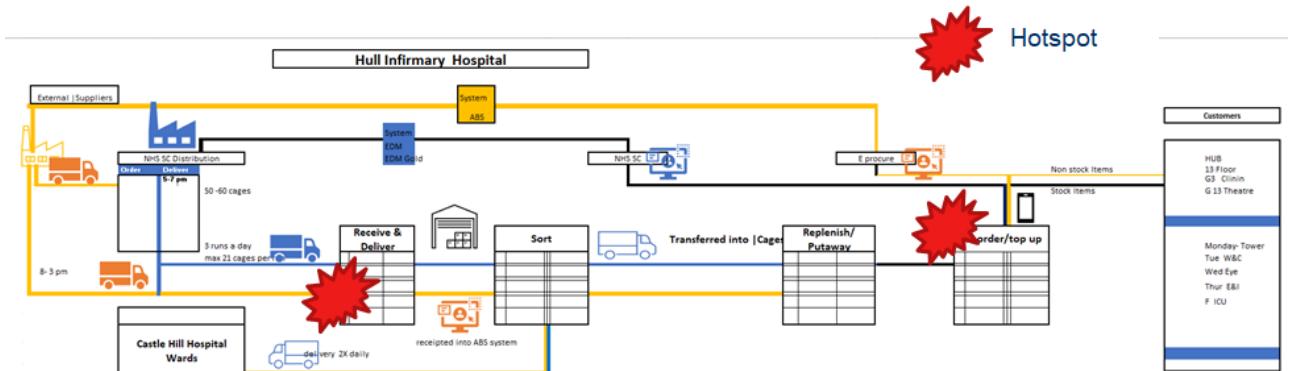 Hotspot
Hull Infirmary Hospital
External |Suppliers
System
ABS
Customers
System
EDM
EDM Gold
NHS SC Distribution
NHS SC
E procure
Order Deliver
5-7 pm
50 -60 cages
Non stock Items
Stock Items
HUB
13 Floor
G3 Clinin
G 13 Theatre
3 runs a day
max 21 cages per
Receive &
Deliver
Sort
Transferred into |Cages
Replenish/
Putaway
order/top up
Monday- Tower
Tue W&C
Wed Eye
Thur E&I
F ICU
8- 3 pm
receipted into ABS system
Castle Hill Hospital
Wards
delivery 2X daily